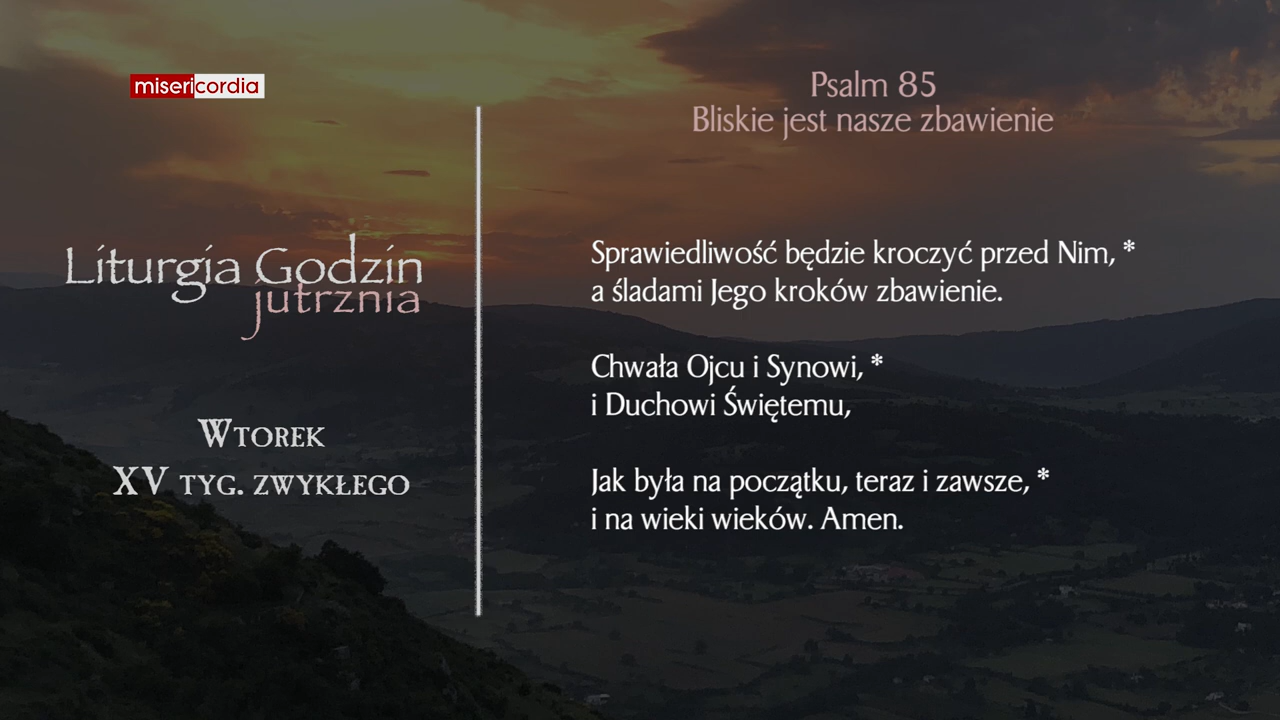 misericordia
Liturgia Godzin
jutrznia
Wtorek
XV tyg. zwykłego
Psalm 85
Bliskie jest nasze zbawienie
Sprawiedliwość będzie kroczyć przed Nim, *
a śladami Jego kroków zbawienie.
Chwała Ojcu i Synowi, *
i Duchowi Świętemu,
Jak była na początku, teraz i zawsze, *
i na wieki wieków. Amen.